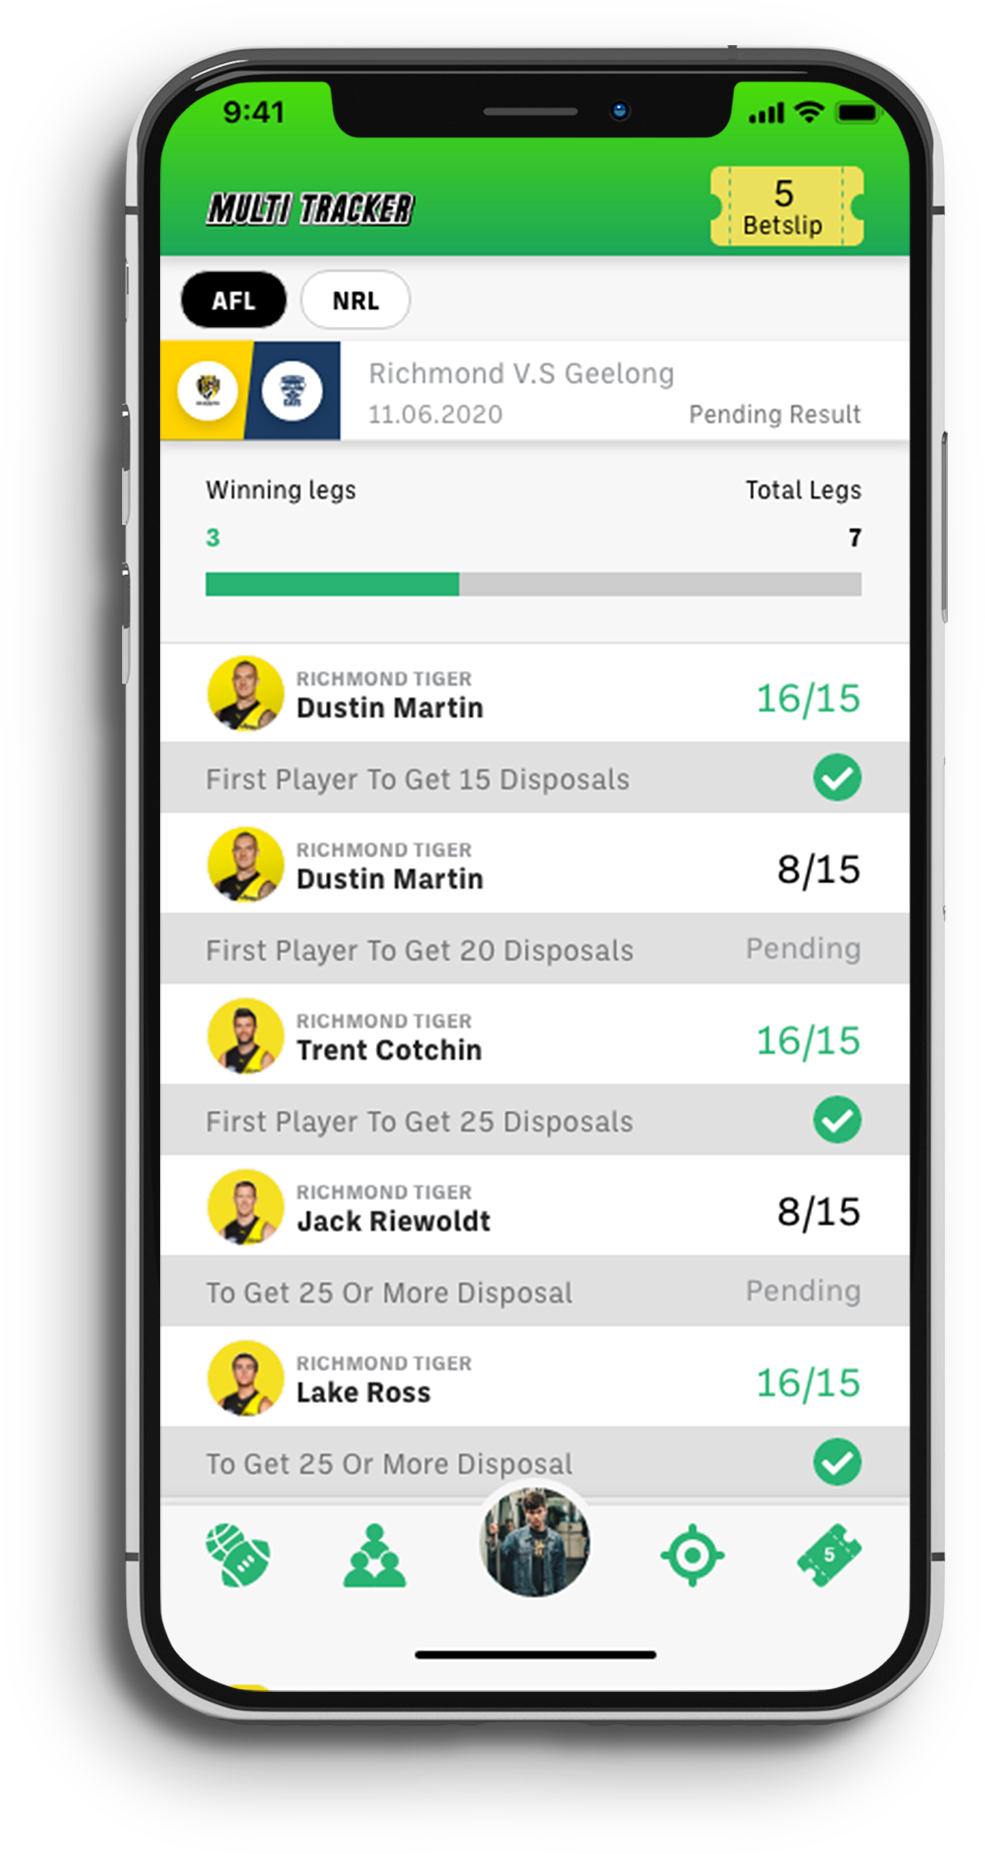 9:41
MULTI TRACKER
5
Betslip
AFL
NRL
Richmond V.S Geelong
11.06.2020
Pending Result
Winning legs
Total Legs
3
7
RICHMOND TIGER
Dustin Martin
16/15
First Player To Get 15 Disposals
RICHMOND TIGER
Dustin Martin
8/15
First Player To Get 20 Disposals
Pending
RICHMOND TIGER
Trent Cotchin
16/15
First Player To Get 25 Disposals
RICHMOND TIGER
Jack Riewoldt
8/15
To Get 25 Or More Disposal
Pending
RICHMOND TIGER
Lake Ross
16/15
To Get 25 Or More Disposal
5